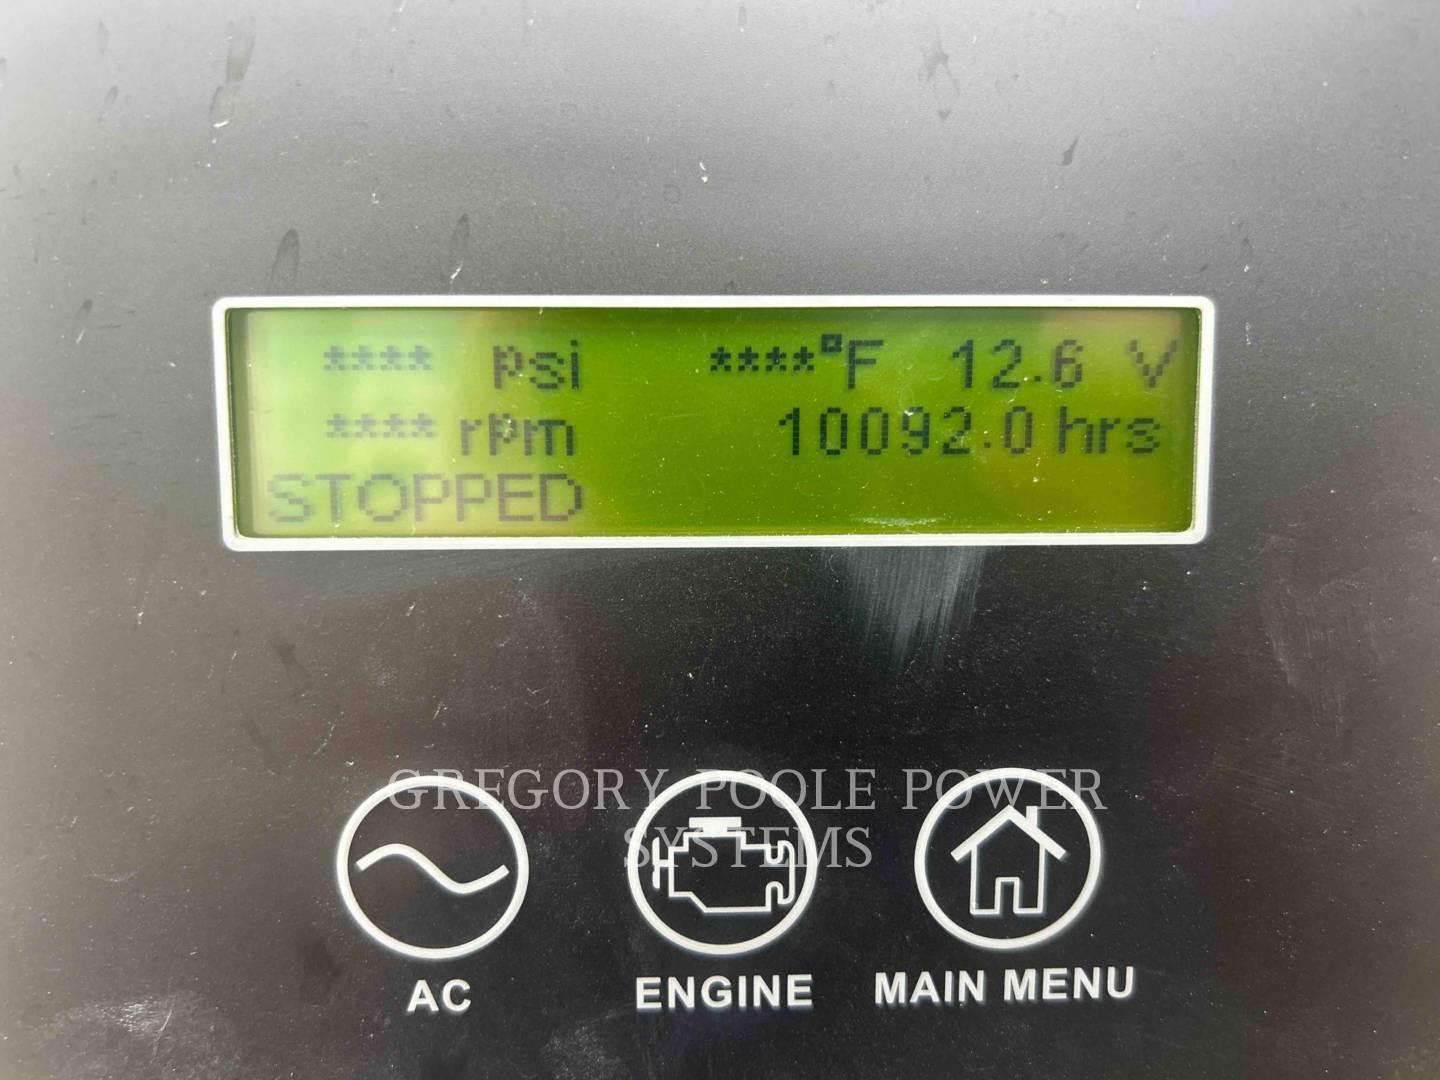 **** psi ****°F 12.6 V
**** rpm 10092.0 hrs
STOPPED
GREGORY POOLE POWER
SYSTEMS
AC ENGINE MAIN MENU